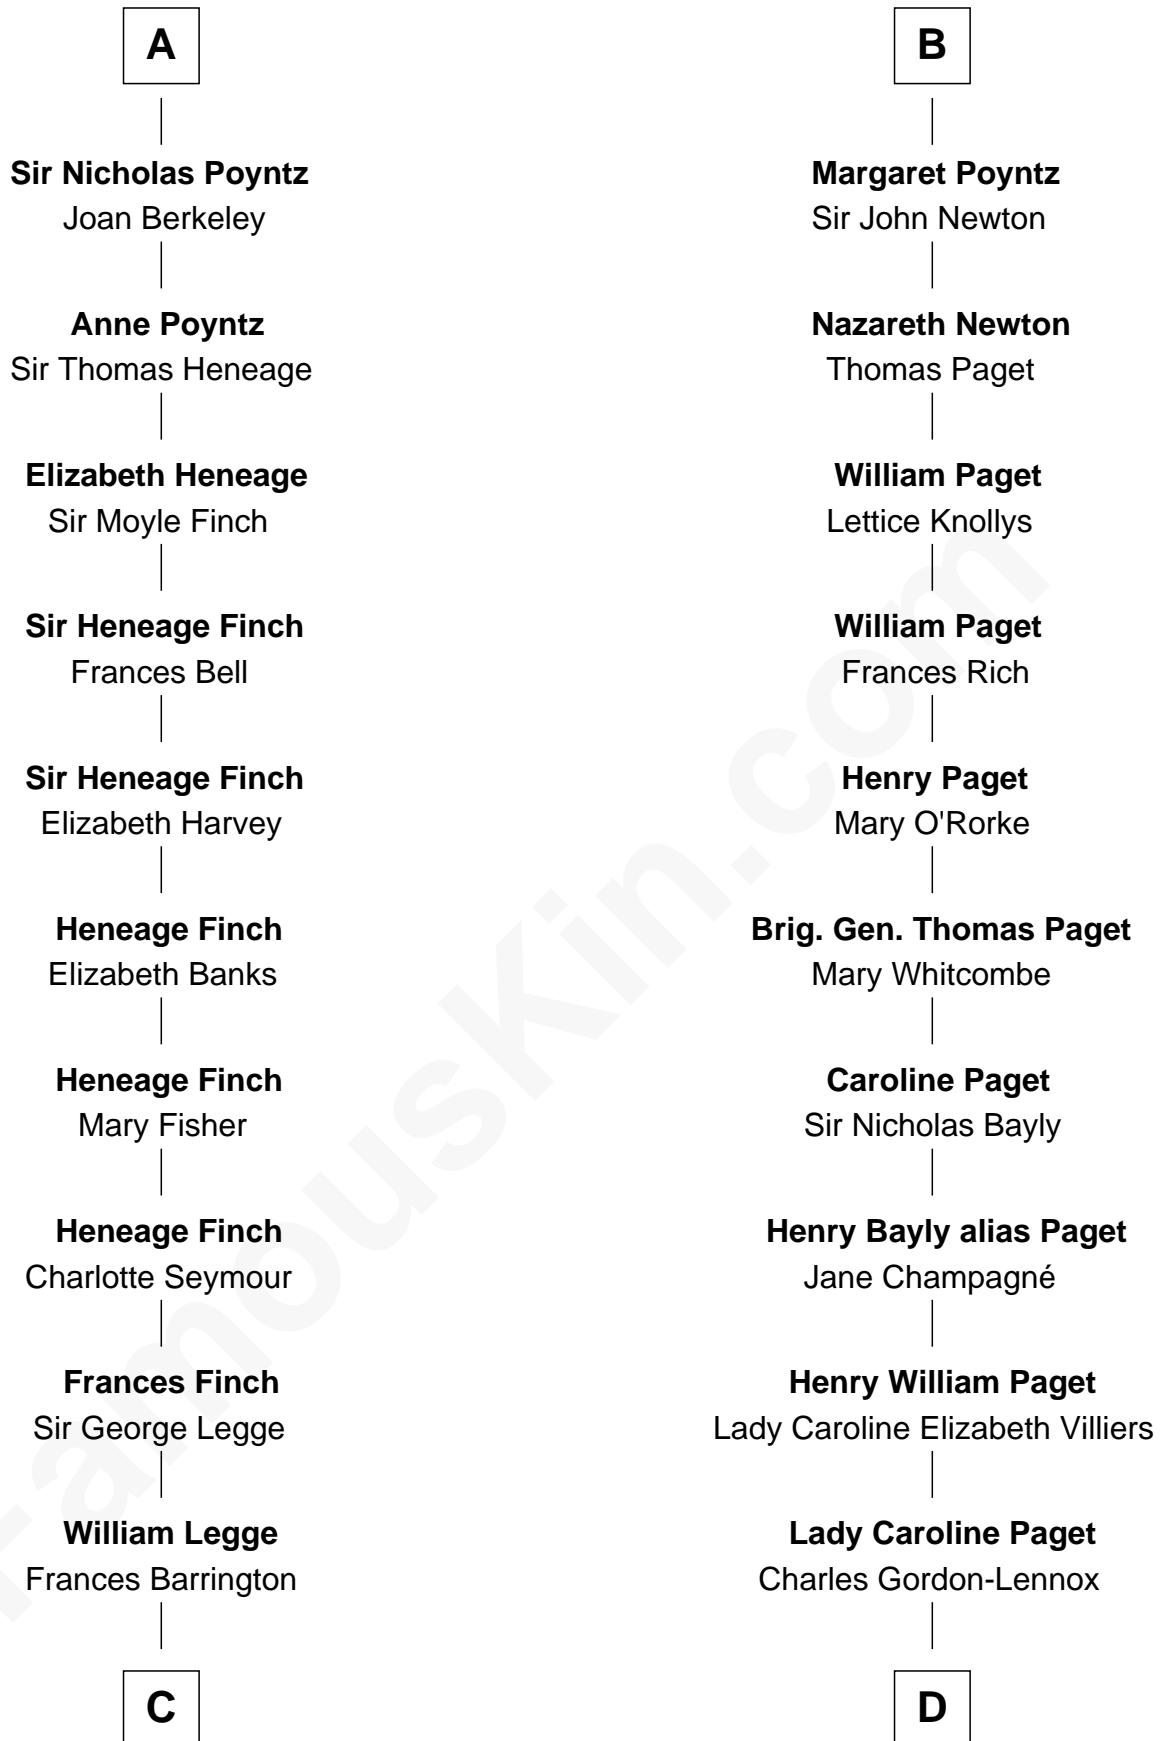 A
Sir Nicholas Poyntz
Joan Berkeley
Anne Poyntz
Sir Thomas Heneage
Elizabeth Heneage
Sir Moyle Finch
Sir Heneage Finch
Frances Bell
Sir Heneage Finch
Elizabeth Harvey
Heneage Finch
Elizabeth Banks
Heneage Finch
Mary Fisher
Heneage Finch
Charlotte Seymour
Frances Finch
Sir George Legge
William Legge
Frances Barrington
C
B
Margaret Poyntz
Sir John Newton
Nazareth Newton
Thomas Paget
William Paget
Lettice Knollys
William Paget
Frances Rich
Henry Paget
Mary O'Rorke
Brig. Gen. Thomas Paget
Mary Whitcombe
Caroline Paget
Sir Nicholas Bayly
Henry Bayly alias Paget
Jane Champagné
Henry William Paget
Lady Caroline Elizabeth Villiers
Lady Caroline Paget
Charles Gordon-Lennox
D
FamousKin.com